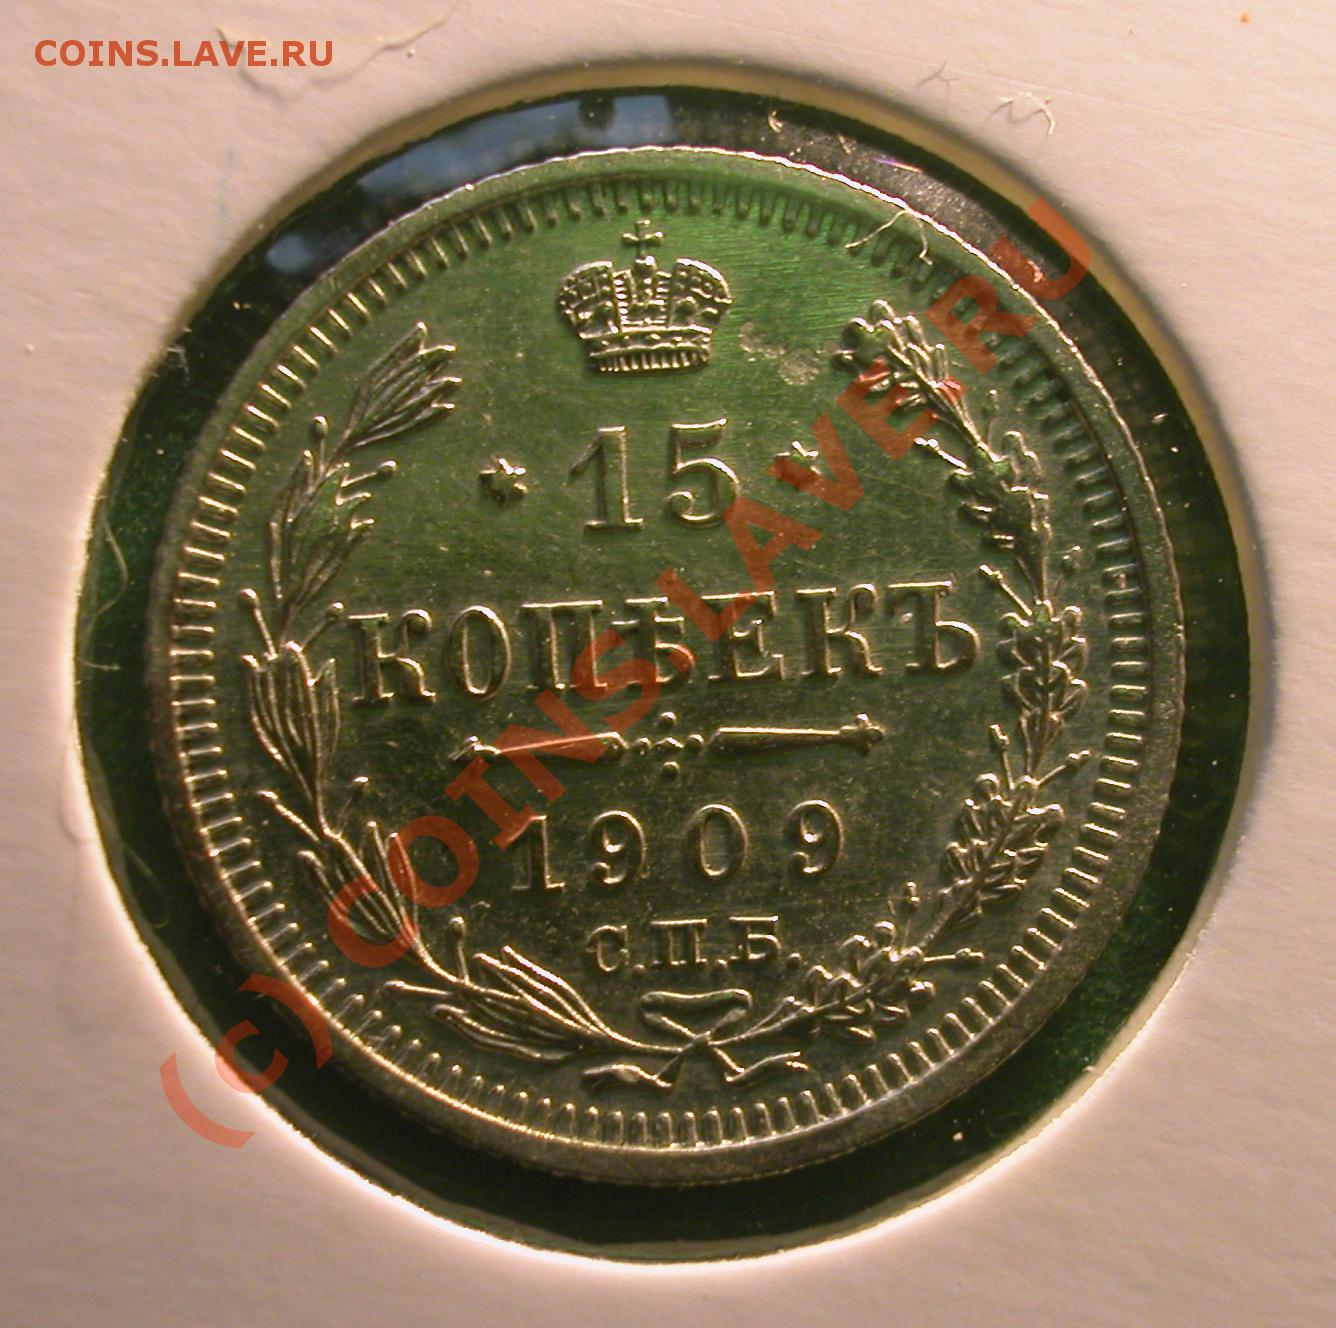 COINS.LAVE.RU
15
КОПѢЕКЪ
1909
С.П.Б.
(c) COINS.LAVE.RU